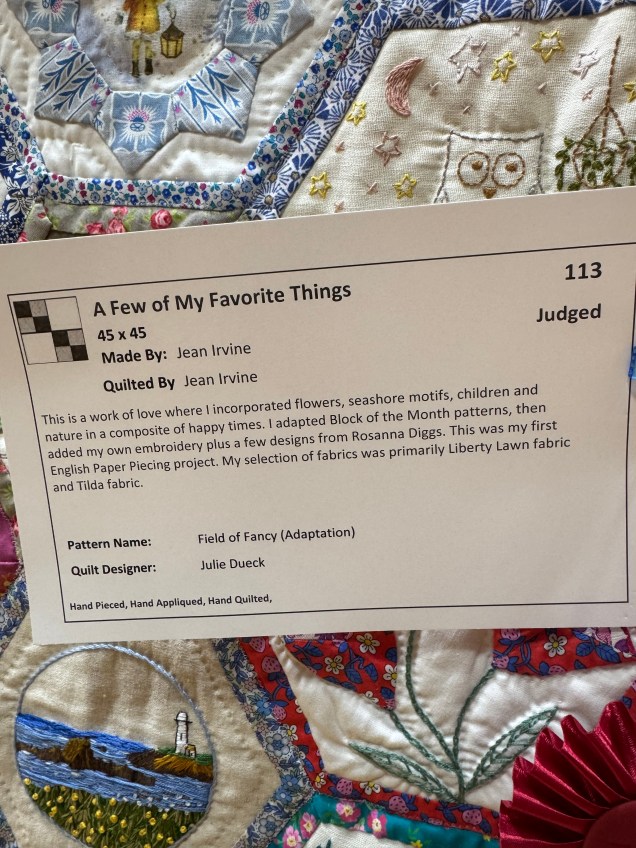 113
A Few of My Favorite Things
Judged
45 x 45
Made By: Jean Irvine
Quilted By Jean Irvine
This is a work of love where I incorporated flowers, seashore motifs, children and
nature in a composite of happy times. I adapted Block of the Month patterns, then
added my own embroidery plus a few designs from Rosanna Diggs. This was my first
English Paper Piecing project. My selection of fabrics was primarily Liberty Lawn fabric
and Tilda fabric.
Pattern Name: Field of Fancy (Adaptation)
Quilt Designer: Julie Dueck
Hand Pieced, Hand Appliqued, Hand Quilted,